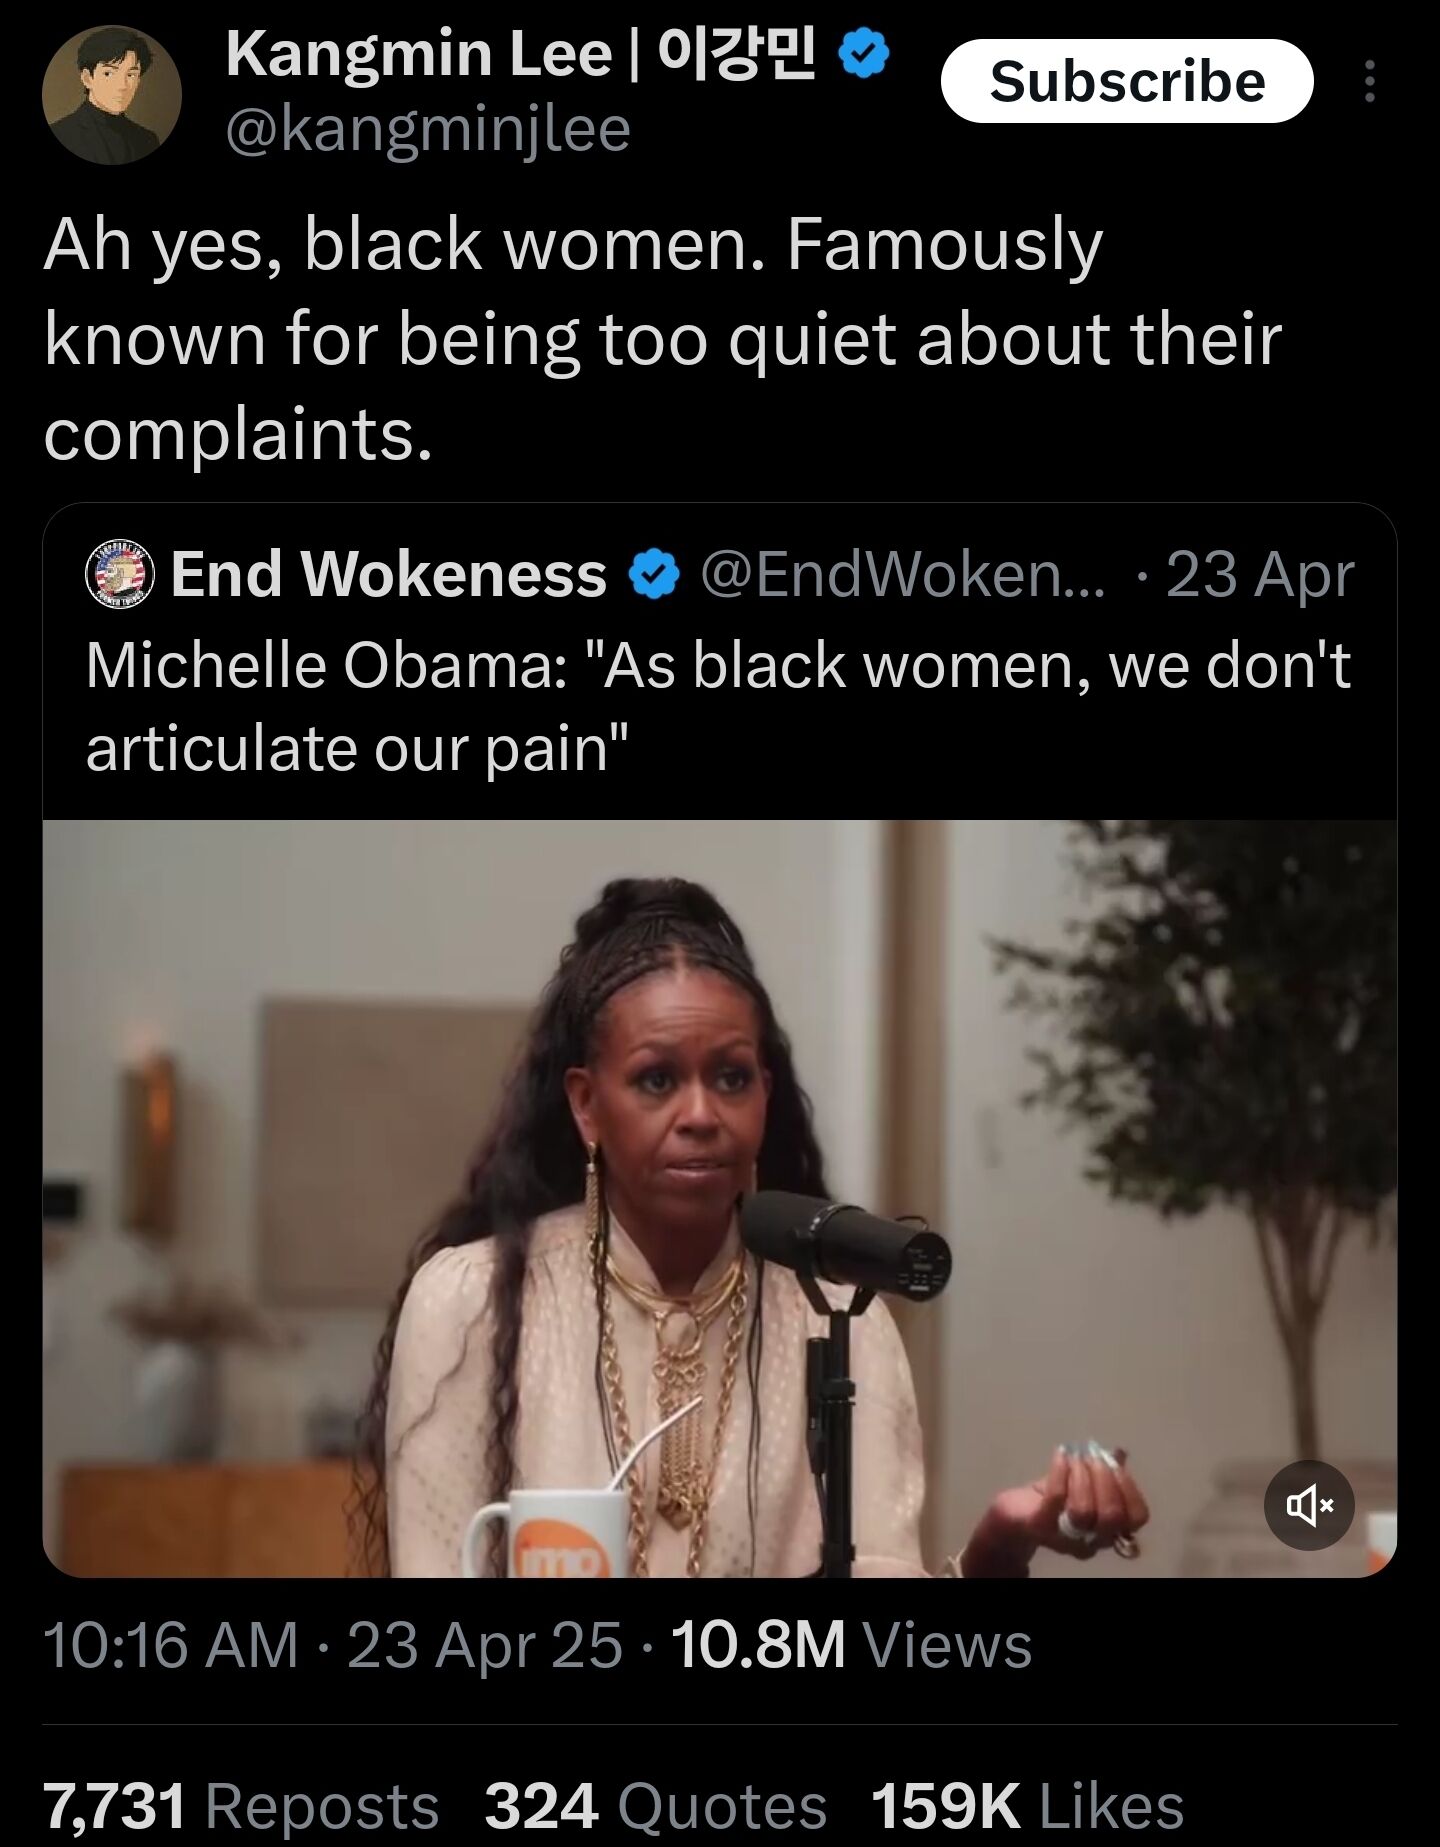 Kangmin Lee | 이강민
Subscribe
@kangminjlee
Ah yes, black women. Famously
known for being too quiet about their
complaints.
End Wokeness @EndWoken... · 23 Apr
Michelle Obama: "As black women, we don't
articulate our pain"
imo
10:16 AM · 23 Apr 25 · 10.8M Views
7,731 Reposts 324 Quotes 159K Likes